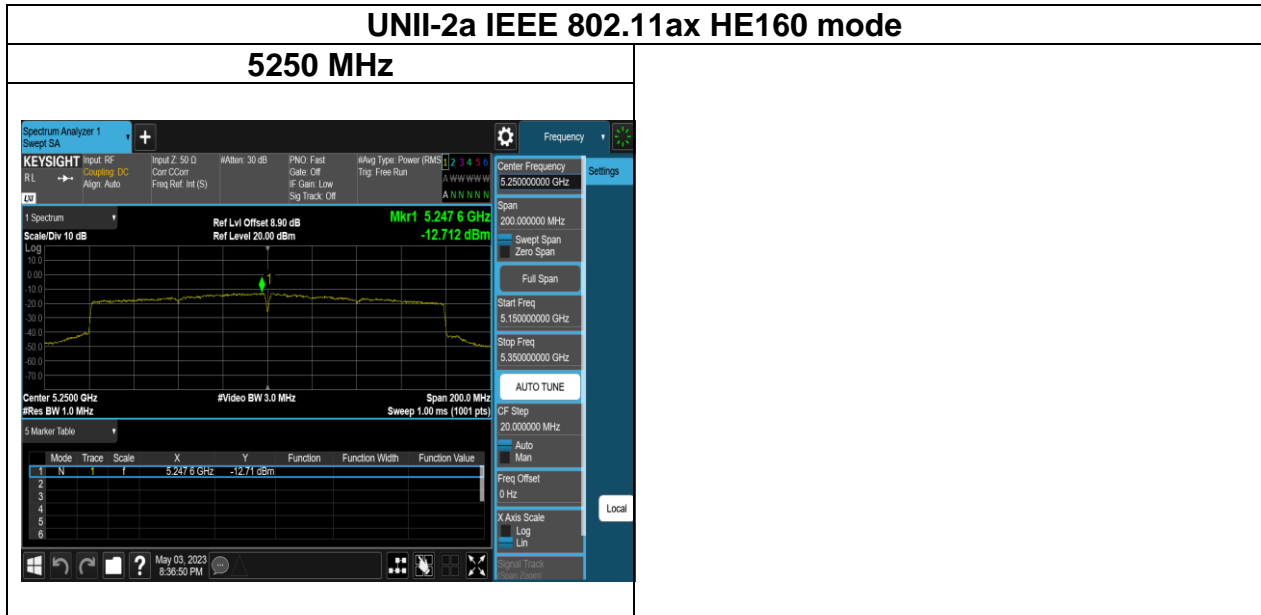 UNII-2a IEEE 802.11ax HE160 mode
5250 MHz
Spectrum Analyzer 1
Swept SA
+
Frequency
KEYSIGHT
Input: RF
Input Z: 50 Ω
#Atten: 30 dB
PNO: Fast
#Avg Type: Power (RMS
1 2 3 4 5 6
RL
Coupling: DC
Corr CCorr
Gate: Off
Trig: Free Run
A W W W W W
Align: Auto
Freq Ref: Int (S)
IF Gain: Low
Sig Track: Off
A N N N N N
LXI
Center Frequency
5.250000000 GHz
Settings
Span
200.000000 MHz
Swept Span
Zero Span
Full Span
Start Freq
5.150000000 GHz
Stop Freq
5.350000000 GHz
AUTO TUNE
CF Step
20.000000 MHz
Auto
Man
Freq Offset
0 Hz
X Axis Scale
Log
Lin
Signal Track
(Span Zoom)
Local
1 Spectrum
Ref Lvl Offset 8.90 dB
Mkr1 5.247 6 GHz
Scale/Div 10 dB
Ref Level 20.00 dBm
-12.712 dBm
Log
10.0
0.00
-10.0
-20.0
-30.0
-40.0
-50.0
-60.0
-70.0
1
Center 5.2500 GHz
#Video BW 3.0 MHz
Span 200.0 MHz
#Res BW 1.0 MHz
Sweep 1.00 ms (1001 pts)
5 Marker Table
Mode Trace Scale X Y Function Function Width Function Value
1 N 1 f 5.247 6 GHz -12.71 dBm
2
3
4
5
6
?
May 03, 2023
8:36:50 PM